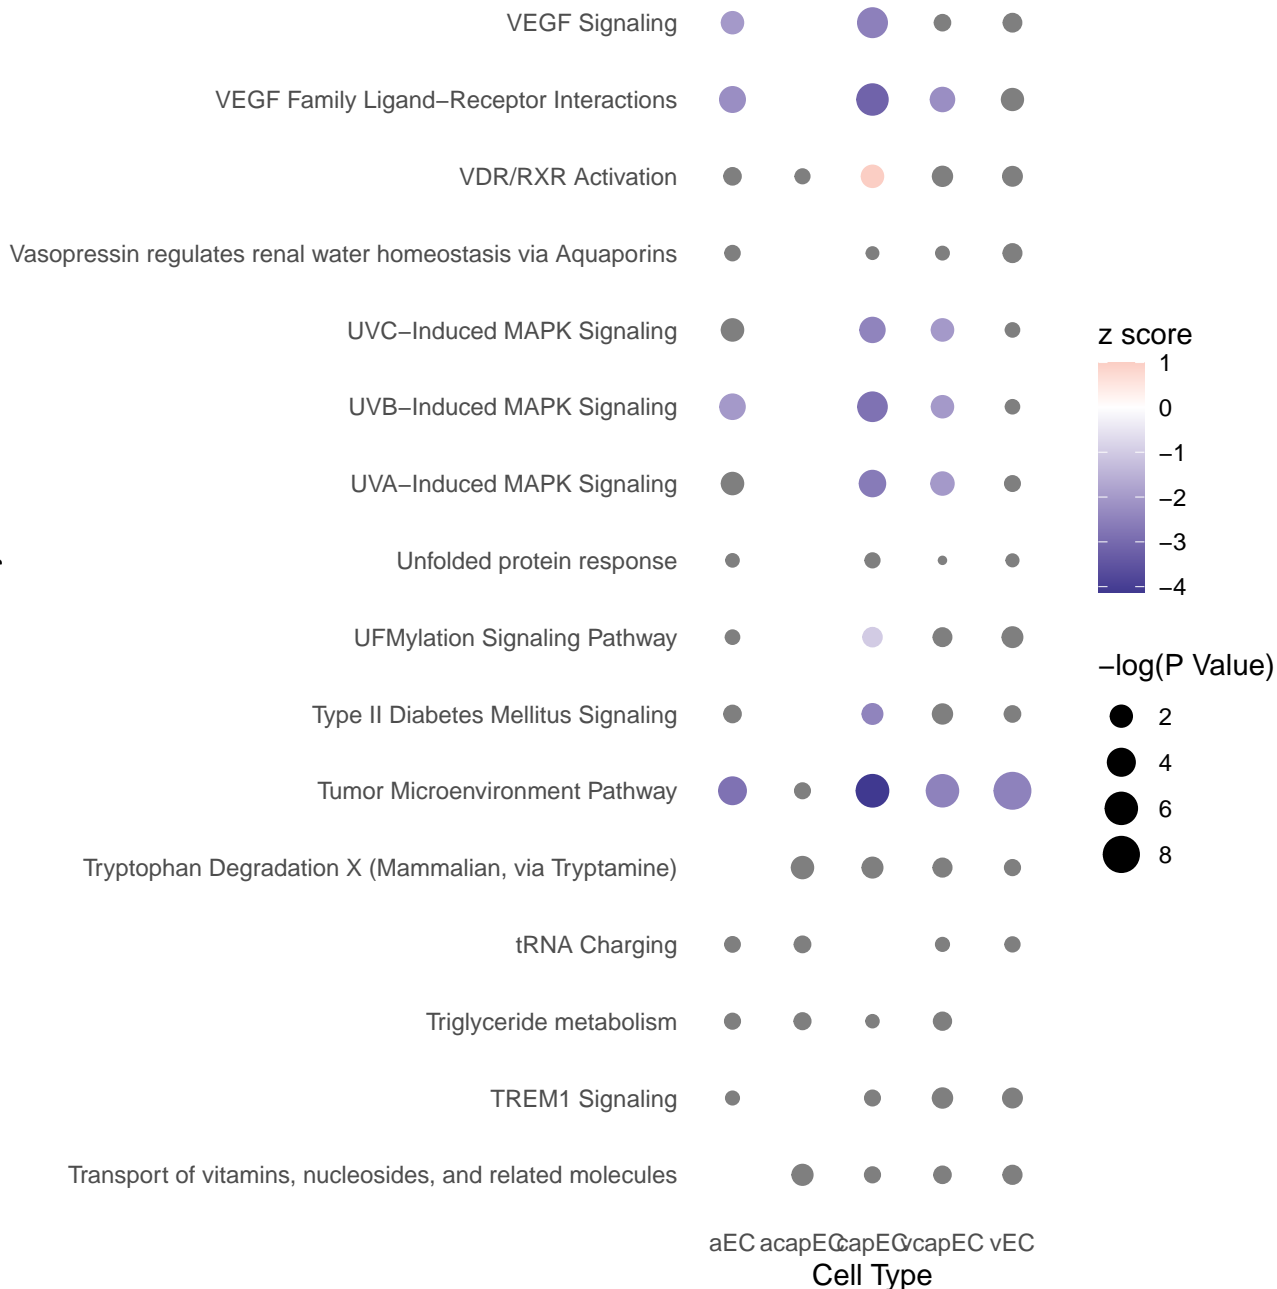 VEGF Signaling
VEGF Family Ligand−Receptor Interactions
VDR/RXR Activation
Vasopressin regulates renal water homeostasis via Aquaporins
UVC−Induced MAPK Signaling
UVB−Induced MAPK Signaling
UVA−Induced MAPK Signaling
Unfolded protein response
UFMylation Signaling Pathway
Type II Diabetes Mellitus Signaling
Tumor Microenvironment Pathway
Tryptophan Degradation X (Mammalian, via Tryptamine)
tRNA Charging
Triglyceride metabolism
TREM1 Signaling
Transport of vitamins, nucleosides, and related molecules
aEC acapEC capEC vcapEC vEC
Cell Type
z score
1
0
−1
−2
−3
−4
−log(P Value)
2
4
6
8